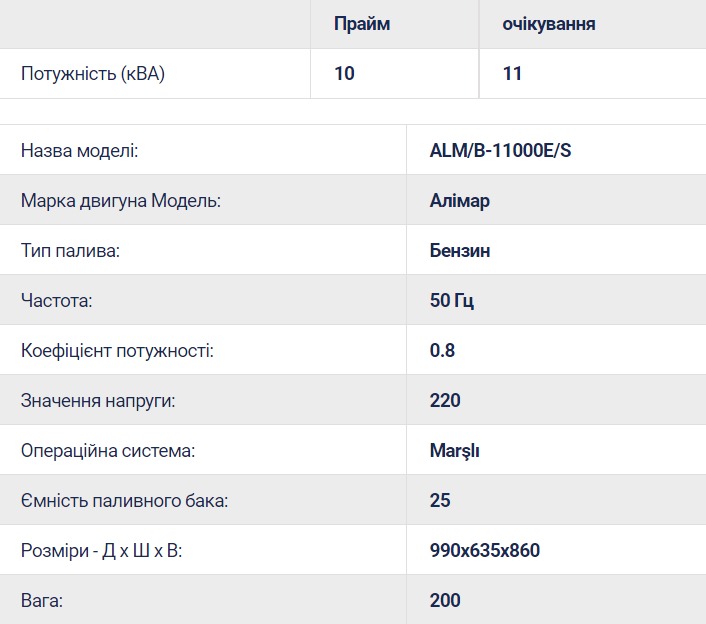 Прайм очікування
Потужність (кВА) 10 11
Назва моделі: ALM/B-11000E/S
Марка двигуна Модель: Алімар
Тип палива: Бензин
Частота: 50 Гц
Коефіцієнт потужності: 0.8
Значення напруги: 220
Операційна система: Marşlı
Ємність паливного бака: 25
Розміри - Д x Ш x В: 990x635x860
Вага: 200